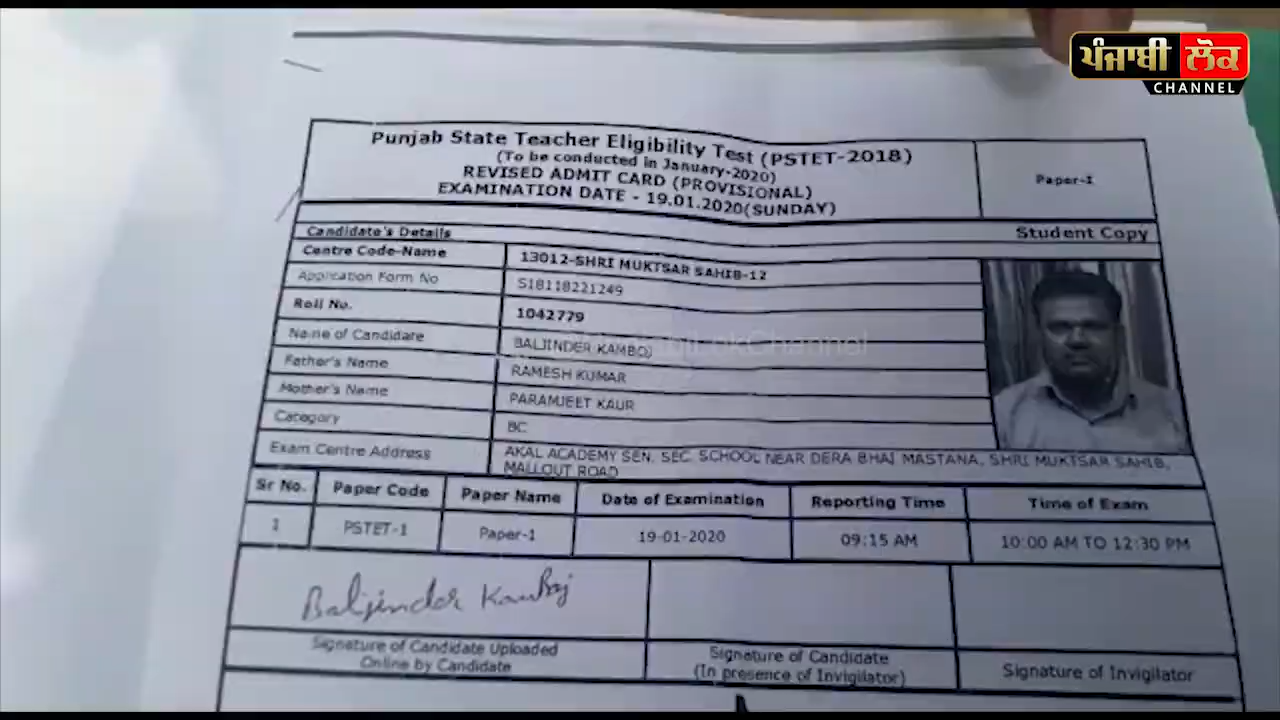 ਪੰਜਾਬੀ ਲੋਕ
CHANNEL
Punjab State Teacher Eligibility Test (PSTET-2018)
(To be conducted in January-2020)
REVISED ADMIT CARD (PROVISIONAL)
EXAMINATION DATE - 19.01.2020(SUNDAY)
Paper-I
Candidate's Details
Student Copy
Centre Code-Name 13012-SHRI MUKTSAR SAHIB-12
Application Form No S18118221249
Roll No. 1042779
Name of Candidate BALJINDER KAMBOJ
Father's Name RAMESH KUMAR
Mother's Name PARAMJEET KAUR
Category BC
Exam Centre Address AKAL ACADEMY SEN. SEC. SCHOOL NEAR DERA BHAI MASTANA, SHRI MUKTSAR SAHIB,
MALLOUT ROAD
Sr No. Paper Code Paper Name Date of Examination Reporting Time Time of Exam
1 PSTET-1 Paper-1 19-01-2020 09:15 AM 10:00 AM TO 12:30 PM
Baljinder Kamboj
Signature of Candidate Uploaded
Online by Candidate
Signature of Candidate
(In presence of Invigilator)
Signature of Invigilator